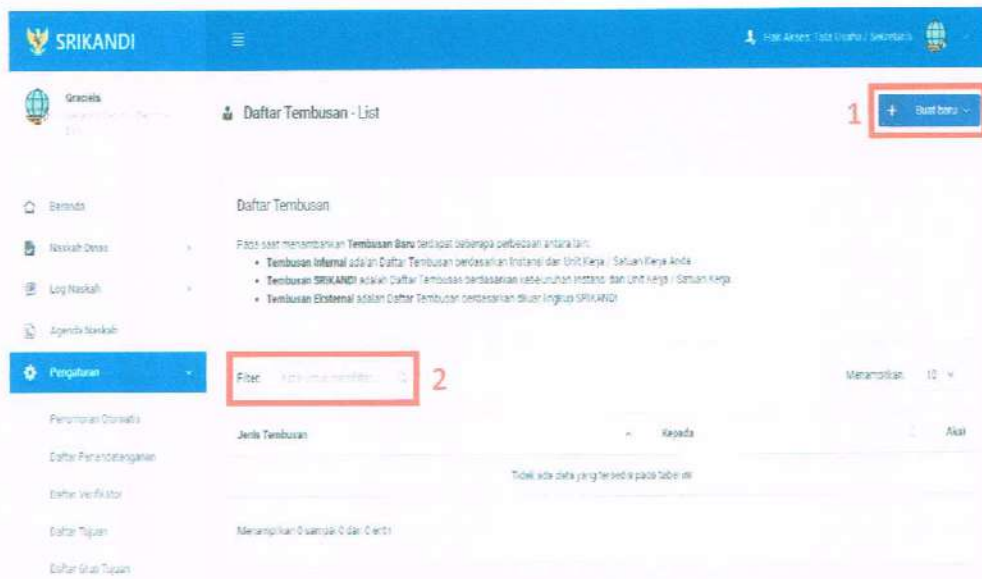 SRIKANDI
Hak Akses: Tata Usaha / Sekretaris
Graciela
Daftar Tembusan - List
1
+ Buat baru
Beranda
Daftar Tembusan
Naskah Dinas
Pada saat menambahkan Tembusan Baru terdapat beberapa perbedaan antara lain:
• Tembusan Internal adalah Daftar Tembusan berdasarkan Instansi dan Unit Kerja / Satuan Kerja Anda
• Tembusan SRIKANDI adalah Daftar Tembusan berdasarkan keseluruhan Instansi dan Unit Kerja / Satuan Kerja
• Tembusan Eksternal adalah Daftar Tembusan berdasarkan diluar lingkup SRIKANDI
Log Naskah
Agenda Naskah
Pengaturan
Filter:
2
Menampilkan 10
Penomoran Otomatis
Jenis Tembusan Kepada Aksi
Daftar Penandatanganan
Tidak ada data yang tersedia pada tabel ini
Daftar Verifikator
Daftar Tujuan
Menampilkan 0 sampai 0 dari 0 entri
Daftar Grup Tujuan